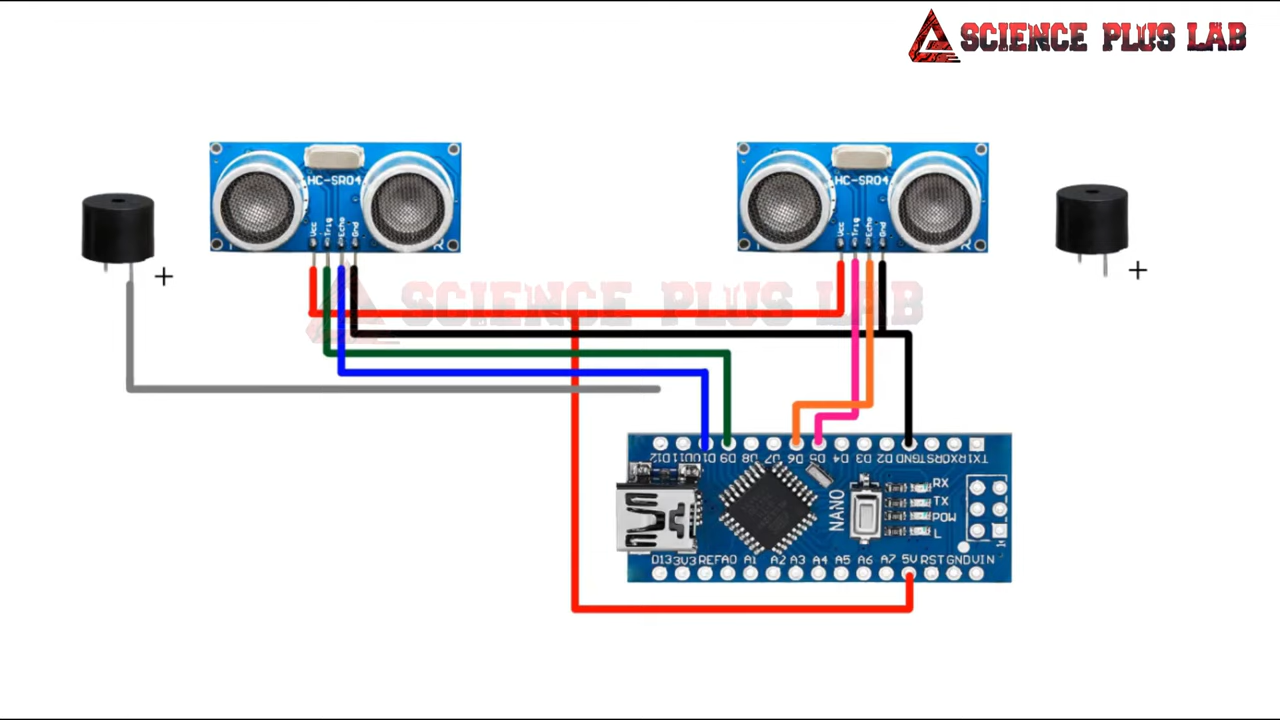 SCIENCE PLUS LAB
HC-SR04
HC-SR04
Vcc Trig Echo Gnd
Vcc Trig Echo Gnd
+
+
SCIENCE PLUS LAB
D12 D11 D10 D9 D8 D7 D6 D5 D4 D3 D2 GND RST RX0 TX1
RX
TX
POW
L
NANO
D13 3V3 REF A0 A1 A2 A3 A4 A5 A6 A7 5V RST GND VIN